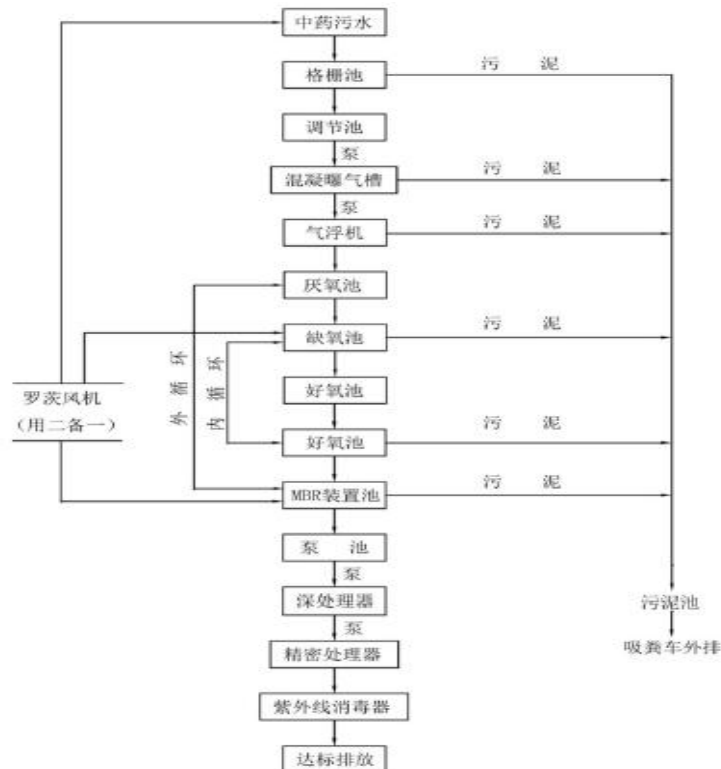 中药污水
格栅池
污 泥
调节池
泵
混凝曝气槽
污 泥
泵
气浮机
污 泥
厌氧池
缺氧池
污 泥
外循环
内循环
好氧池
罗茨风机
（用二备一）
好氧池
污 泥
MBR装置池
污 泥
泵 池
泵
深处理器
污泥池
泵
精密处理器
吸粪车外排
紫外线消毒器
达标排放